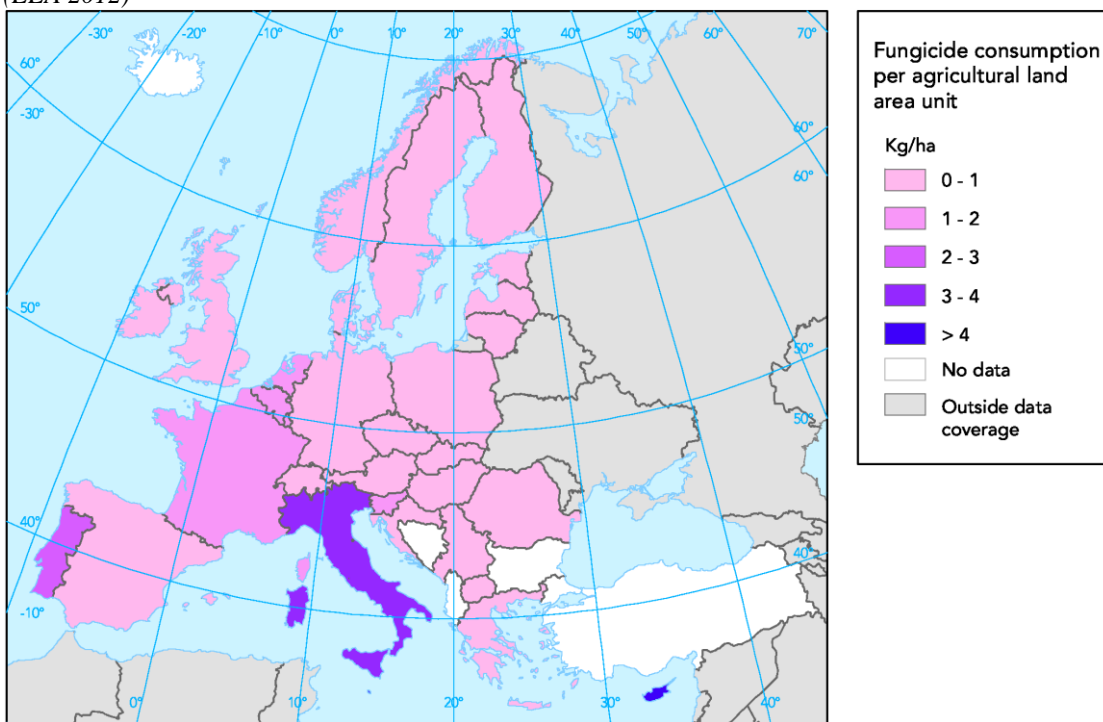 (EEA 2012)
-30°
-20°
-10°
0°
10°
20°
30°
40°
50°
60°
70°
60°
-30°
50°
40°
-10°
60°
60°
50°
50°
40°
0°
10°
20°
30°
40°
Fungicide consumption
per agricultural land
area unit
Kg/ha
0 - 1
1 - 2
2 - 3
3 - 4
> 4
No data
Outside data
coverage